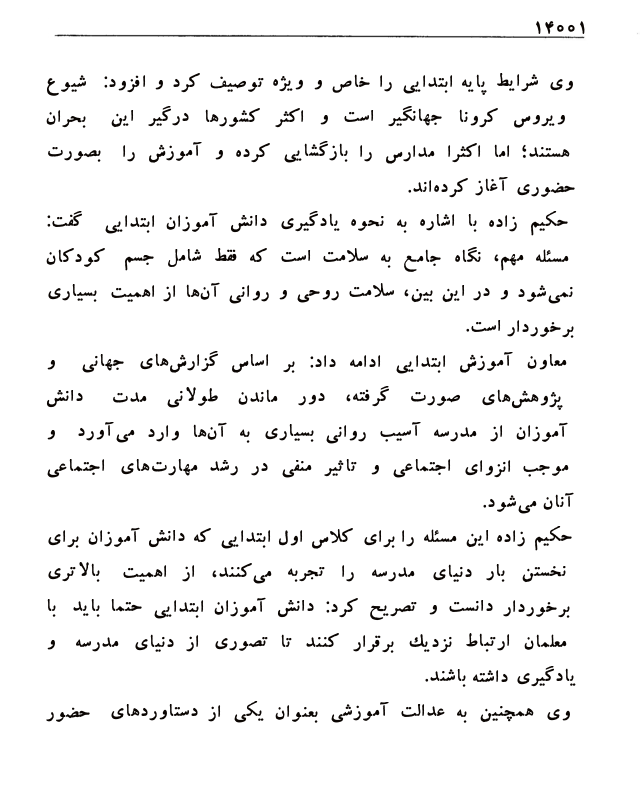 ۱۴۰۰۱
وی شرایط پایه ابتدایی را خاص و ویژه توصیف کرد و افزود: شیوع
ویروس کرونا جهانگیر است و اکثر کشورها درگیر این بحران
هستند؛ اما اکثرا مدارس را بازگشایی کرده و آموزش را بصورت
حضوری آغاز کرده‌اند.
حکیم زاده با اشاره به نحوه یادگیری دانش آموزان ابتدایی گفت:
مسئله مهم، نگاه جامع به سلامت است که فقط شامل جسم کودکان
نمی‌شود و در این بین، سلامت روحی و روانی آن‌ها از اهمیت بسیاری
برخوردار است.
معاون آموزش ابتدایی ادامه داد: بر اساس گزارش‌های جهانی و
پژوهش‌های صورت گرفته، دور ماندن طولانی مدت دانش
آموزان از مدرسه آسیب روانی بسیاری به آن‌ها وارد می‌آورد و
موجب انزوای اجتماعی و تاثیر منفی در رشد مهارت‌های اجتماعی
آنان می‌شود.
حکیم زاده این مسئله را برای کلاس اول ابتدایی که دانش آموزان برای
نخستن بار دنیای مدرسه را تجربه می‌کنند، از اهمیت بالاتری
برخوردار دانست و تصریح کرد: دانش آموزان ابتدایی حتما باید با
معلمان ارتباط نزدیك برقرار کنند تا تصوری از دنیای مدرسه و
یادگیری داشته باشند.
وی همچنین به عدالت آموزشی بعنوان یکی از دستاوردهای حضور